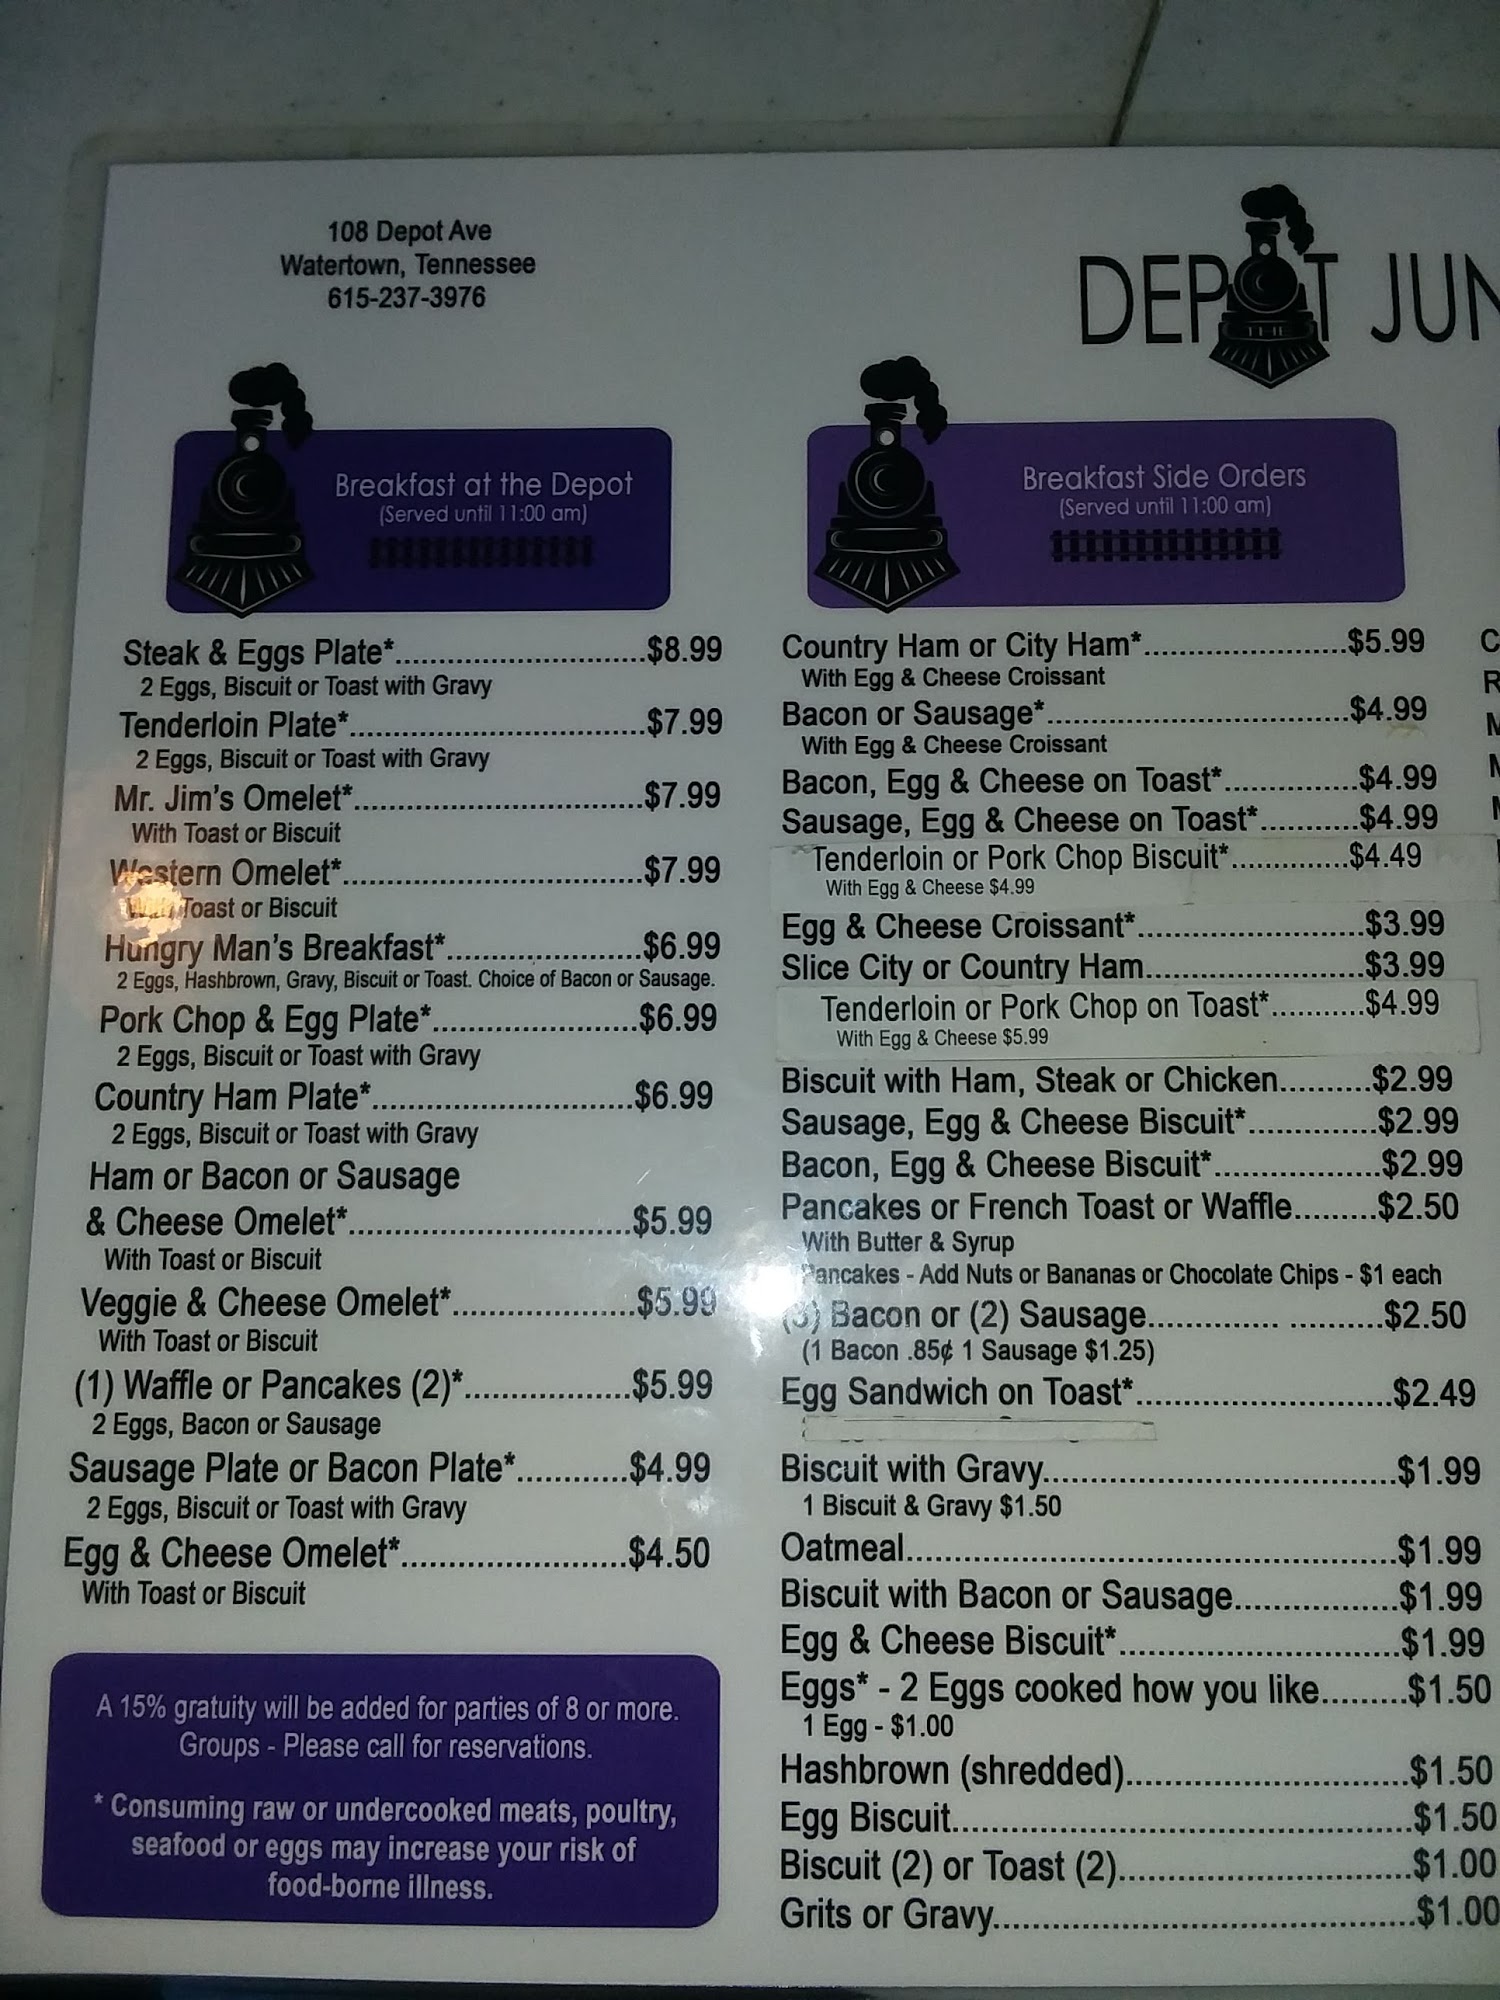 108 Depot Ave
Watertown, Tennessee
615-237-3976
DEPOT JUN
Breakfast at the Depot
(Served until 11:00 am)
Steak & Eggs Plate*..............................$8.99
2 Eggs, Biscuit or Toast with Gravy
Tenderloin Plate*...................................$7.99
2 Eggs, Biscuit or Toast with Gravy
Mr. Jim's Omelet*..................................$7.99
With Toast or Biscuit
Western Omelet*...................................$7.99
With Toast or Biscuit
Hungry Man's Breakfast*.......................$6.99
2 Eggs, Hashbrown, Gravy, Biscuit or Toast. Choice of Bacon or Sausage.
Pork Chop & Egg Plate*........................$6.99
2 Eggs, Biscuit or Toast with Gravy
Country Ham Plate*...............................$6.99
2 Eggs, Biscuit or Toast with Gravy
Ham or Bacon or Sausage
& Cheese Omelet*.................................$5.99
With Toast or Biscuit
Veggie & Cheese Omelet*.....................$5.99
With Toast or Biscuit
(1) Waffle or Pancakes (2)*...................$5.99
2 Eggs, Bacon or Sausage
Sausage Plate or Bacon Plate*............$4.99
2 Eggs, Biscuit or Toast with Gravy
Egg & Cheese Omelet*..........................$4.50
With Toast or Biscuit
A 15% gratuity will be added for parties of 8 or more.
Groups - Please call for reservations.
* Consuming raw or undercooked meats, poultry,
seafood or eggs may increase your risk of
food-borne illness.
Breakfast Side Orders
(Served until 11:00 am)
Country Ham or City Ham*......................$5.99
With Egg & Cheese Croissant
Bacon or Sausage*.................................$4.99
With Egg & Cheese Croissant
Bacon, Egg & Cheese on Toast*...............$4.99
Sausage, Egg & Cheese on Toast*...........$4.99
Tenderloin or Pork Chop Biscuit*.............$4.49
With Egg & Cheese $4.99
Egg & Cheese Croissant*.........................$3.99
Slice City or Country Ham........................$3.99
Tenderloin or Pork Chop on Toast*...........$4.99
With Egg & Cheese $5.99
Biscuit with Ham, Steak or Chicken..........$2.99
Sausage, Egg & Cheese Biscuit*..............$2.99
Bacon, Egg & Cheese Biscuit*..................$2.99
Pancakes or French Toast or Waffle.........$2.50
With Butter & Syrup
Pancakes - Add Nuts or Bananas or Chocolate Chips - $1 each
(3) Bacon or (2) Sausage.............. ..........$2.50
(1 Bacon .85¢ 1 Sausage $1.25)
Egg Sandwich on Toast*............................$2.49
Biscuit with Gravy.......................................$1.99
1 Biscuit & Gravy $1.50
Oatmeal......................................................$1.99
Biscuit with Bacon or Sausage..................$1.99
Egg & Cheese Biscuit*...............................$1.99
Eggs* - 2 Eggs cooked how you like.........$1.50
1 Egg - $1.00
Hashbrown (shredded)...............................$1.50
Egg Biscuit..................................................$1.50
Biscuit (2) or Toast (2)................................$1.00
Grits or Gravy..............................................$1.00